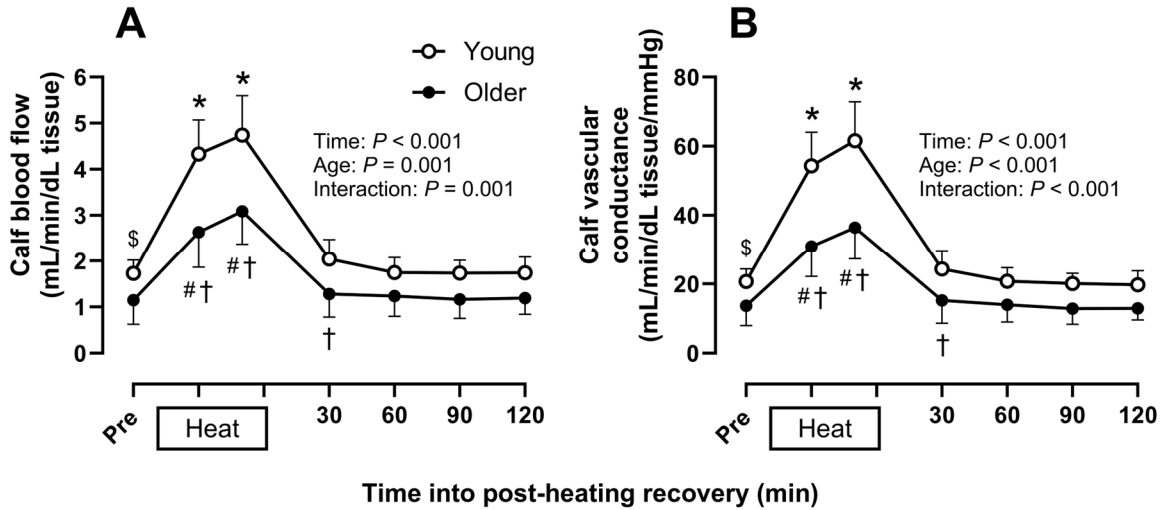 A
Young
Older
Calf blood flow
(mL/min/dL tissue)
6
5
4
3
2
1
0
* *
$
Time: P < 0.001
Age: P = 0.001
Interaction: P = 0.001
#† #†
†
Pre
Heat
30 60 90 120
B
Calf vascular
conductance
(mL/min/dL tissue/mmHg)
80
60
40
20
0
* *
$
Time: P < 0.001
Age: P < 0.001
Interaction: P < 0.001
#† #†
†
Pre
Heat
30 60 90 120
Time into post-heating recovery (min)